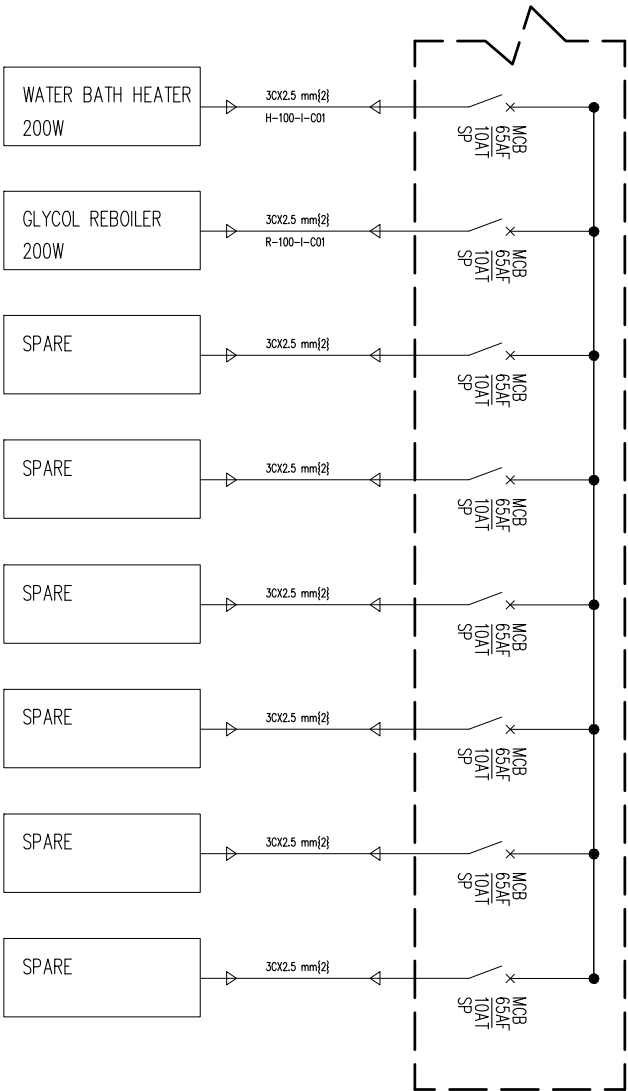 WATER BATH HEATER
200W
3CX2.5 mm{2}
H-100-I-C01
MCB
65AF
10AT
SP
GLYCOL REBOILER
200W
3CX2.5 mm{2}
R-100-I-C01
MCB
65AF
10AT
SP
SPARE
3CX2.5 mm{2}
MCB
65AF
10AT
SP
SPARE
3CX2.5 mm{2}
MCB
65AF
10AT
SP
SPARE
3CX2.5 mm{2}
MCB
65AF
10AT
SP
SPARE
3CX2.5 mm{2}
MCB
65AF
10AT
SP
SPARE
3CX2.5 mm{2}
MCB
65AF
10AT
SP
SPARE
3CX2.5 mm{2}
MCB
65AF
10AT
SP